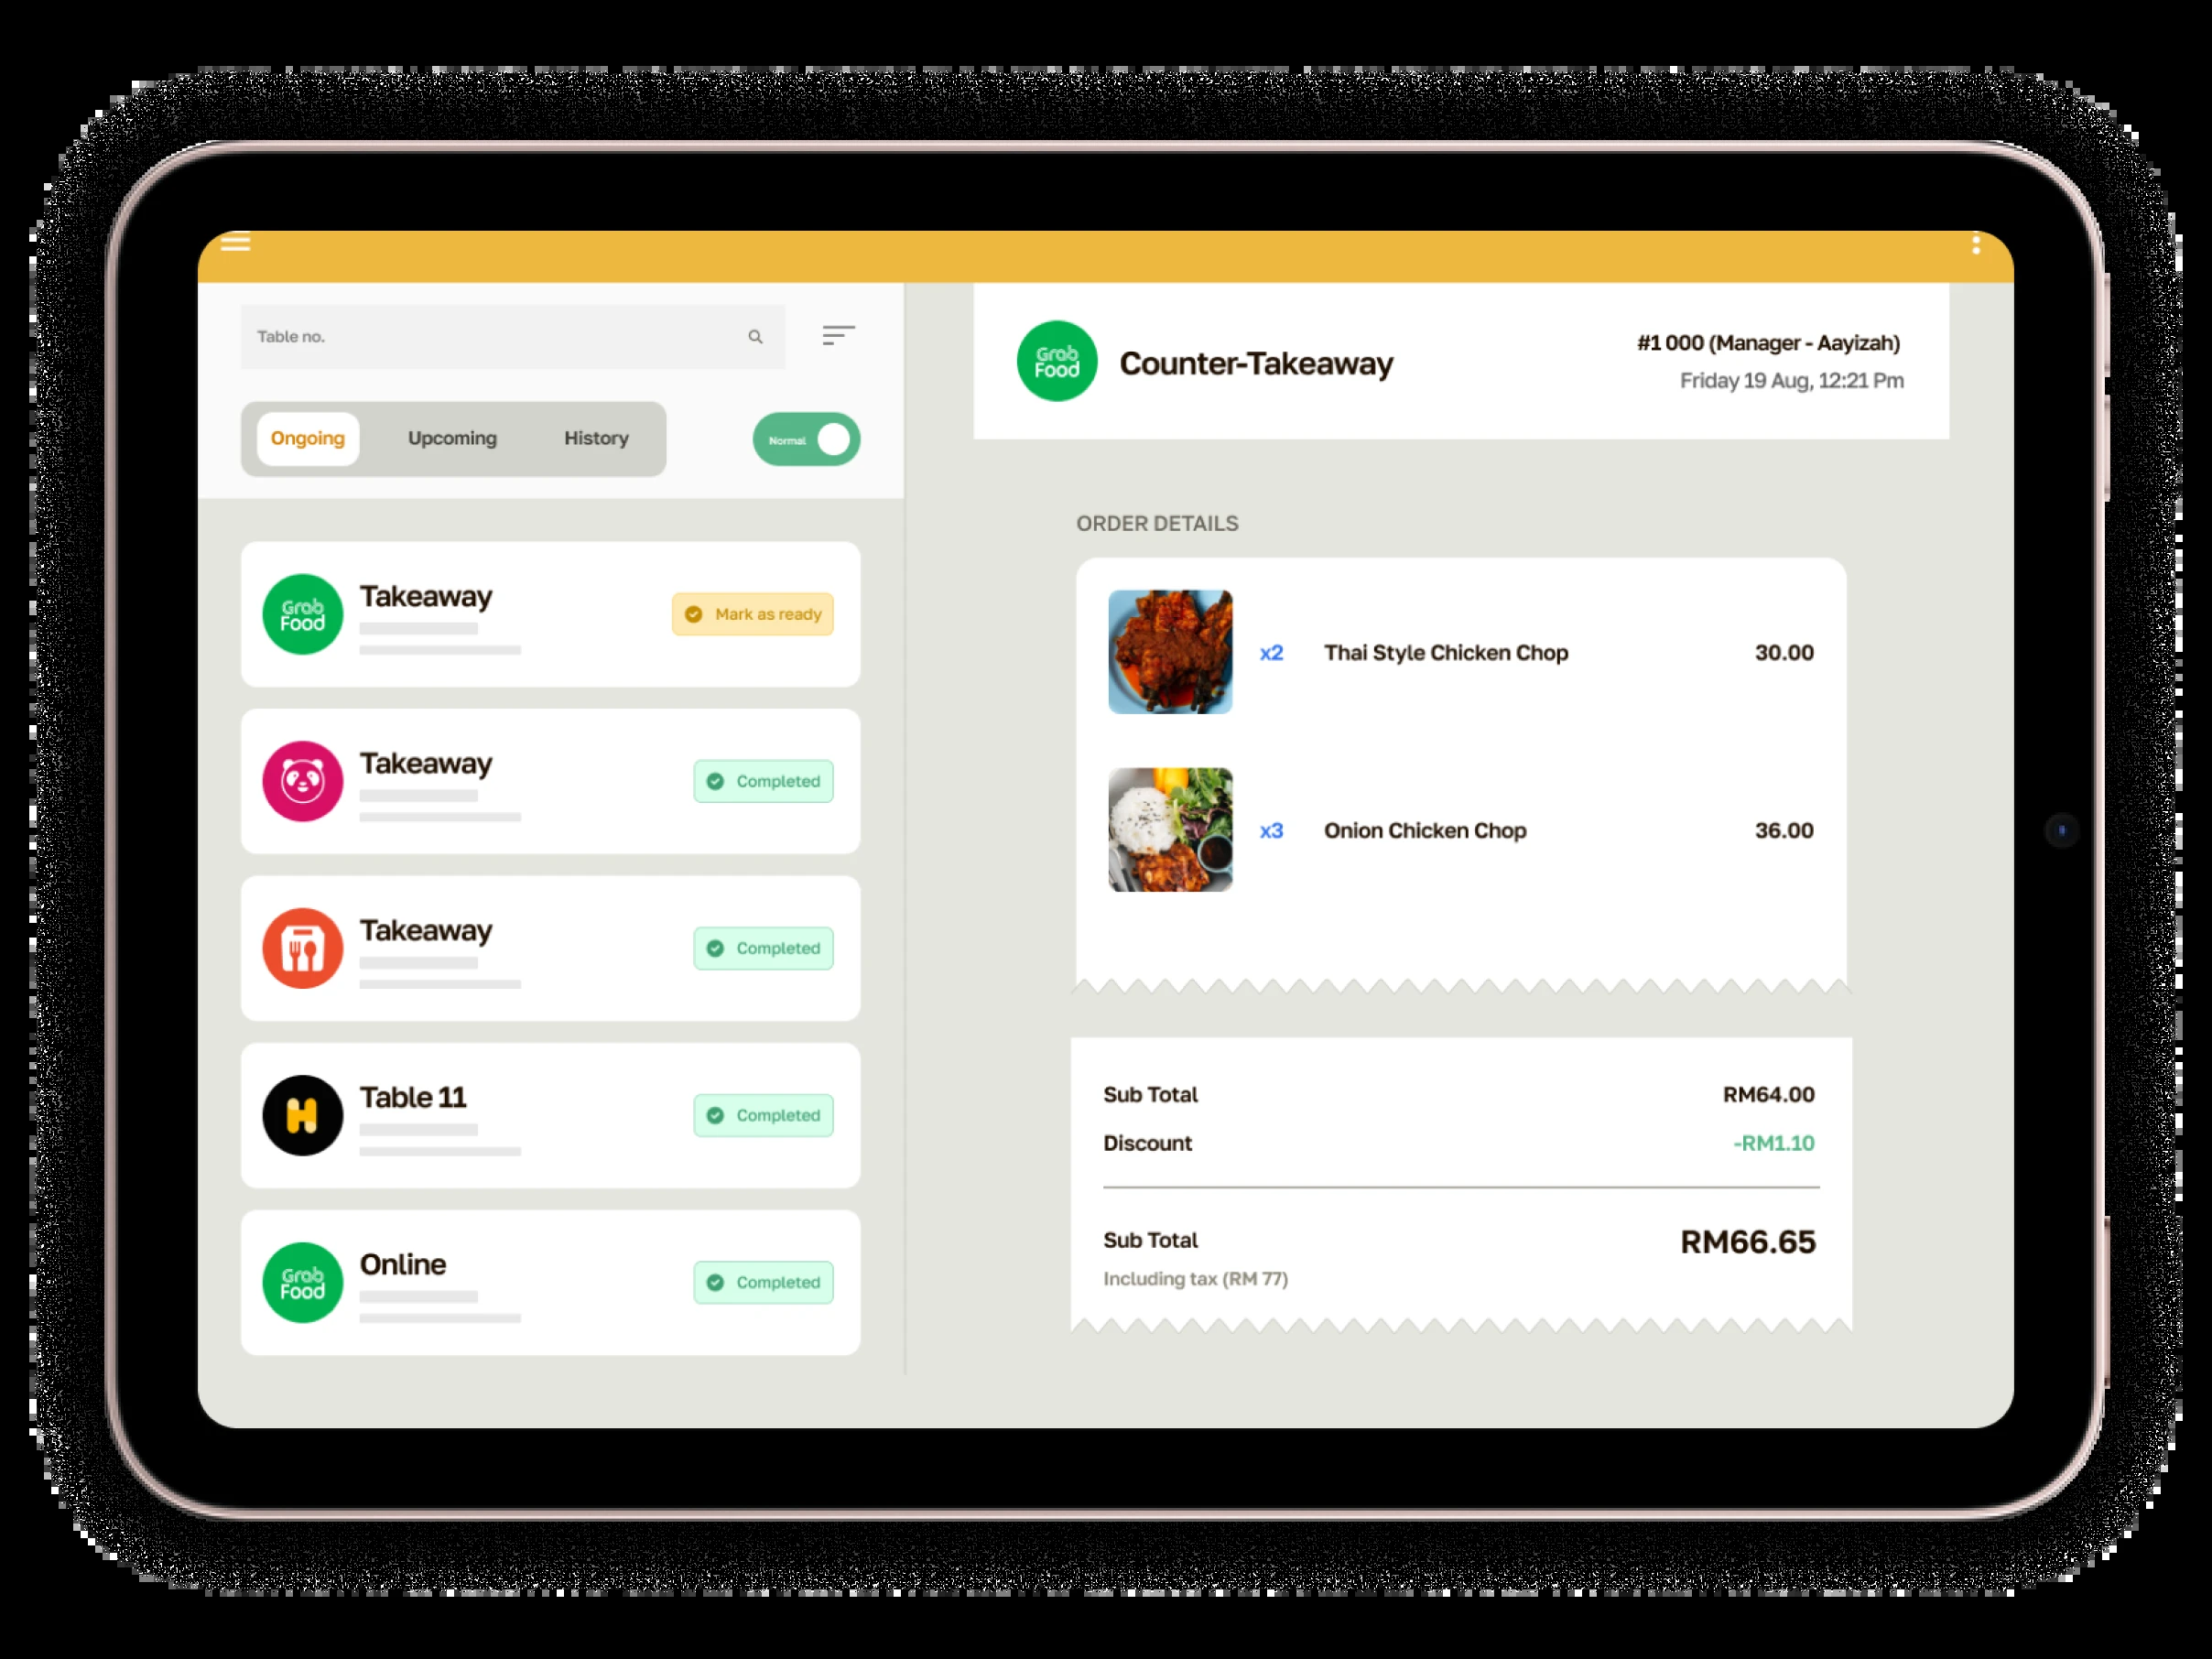 Table no.
Ongoing
Upcoming
History
Normal
Grab
Food
Takeaway
Mark as ready
Takeaway
Completed
Takeaway
Completed
H
Table 11
Completed
Grab
Food
Online
Completed
Grab
Food
Counter-Takeaway
#1 000 (Manager - Aayizah)
Friday 19 Aug, 12:21 Pm
ORDER DETAILS
x2 Thai Style Chicken Chop 30.00
x3 Onion Chicken Chop 36.00
Sub Total RM64.00
Discount -RM1.10
Sub Total RM66.65
Including tax (RM 77)